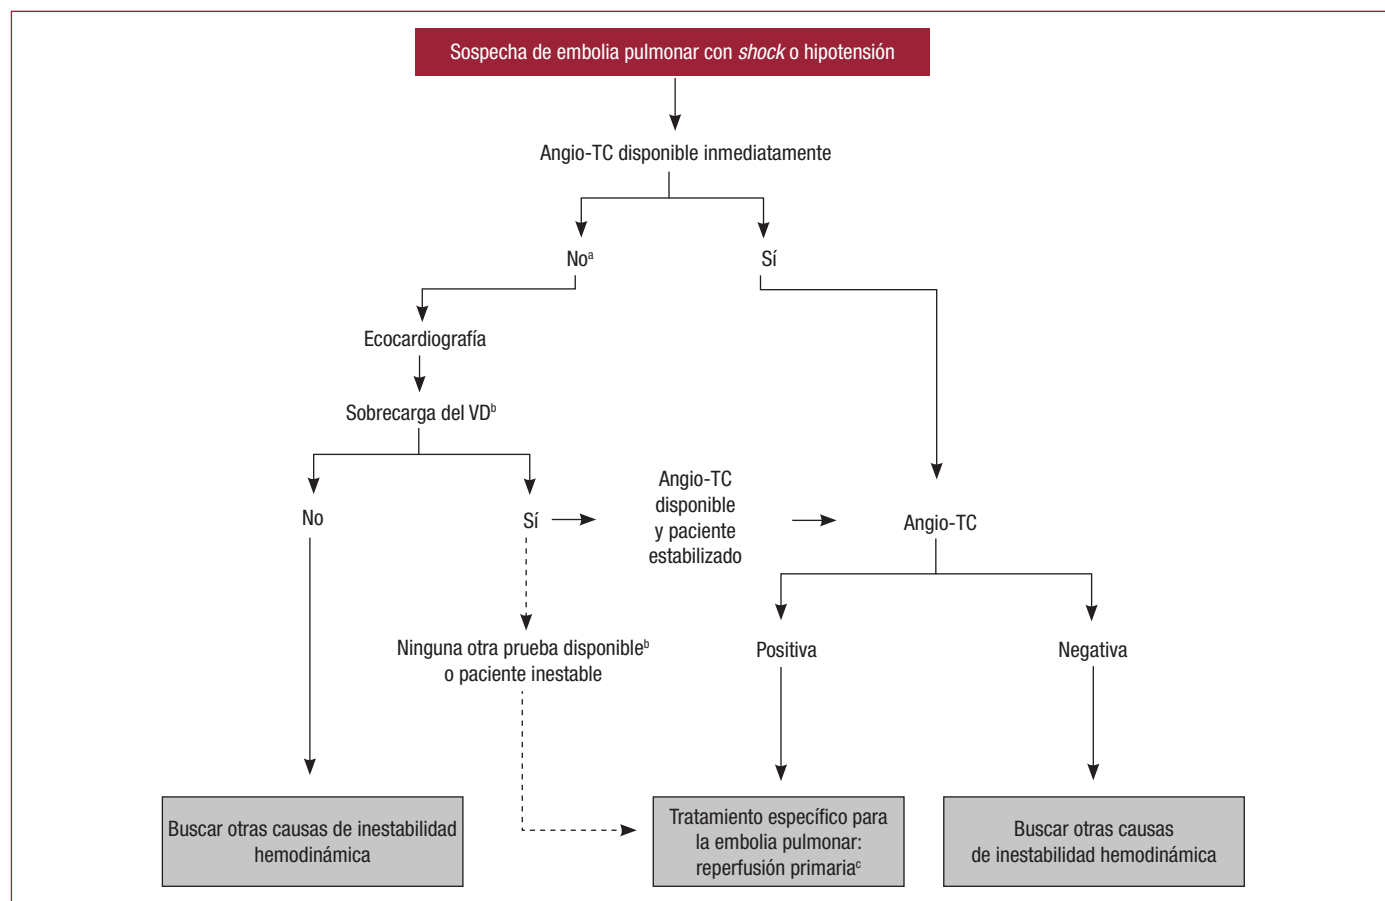 Sospecha de embolia pulmonar con shock o hipotensión
Angio-TC disponible inmediatamente
Noᵃ
Sí
Ecocardiografía
Sobrecarga del VDᵇ
No
Sí
Angio-TC
disponible
y paciente
estabilizado
Angio-TC
Ninguna otra prueba disponibleᵇ
o paciente inestable
Positiva
Negativa
Buscar otras causas de inestabilidad
hemodinámica
Tratamiento específico para
la embolia pulmonar:
reperfusión primariaᶜ
Buscar otras causas
de inestabilidad hemodinámica